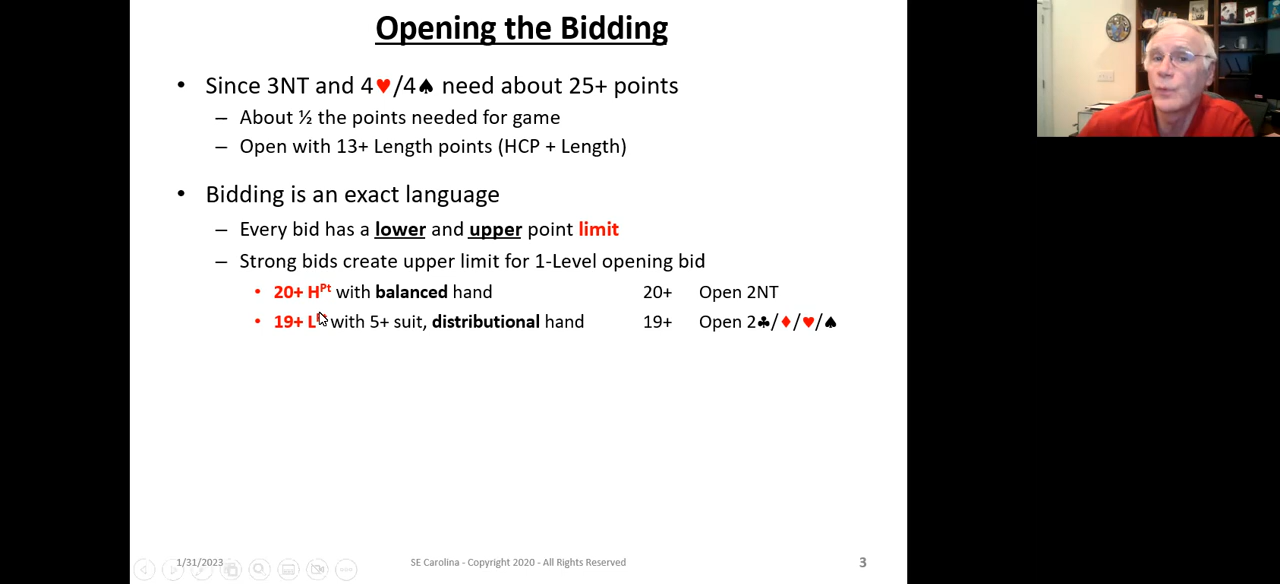 Opening the Bidding
• Since 3NT and 4♥/4♠ need about 25+ points
– About ½ the points needed for game
– Open with 13+ Length points (HCP + Length)
• Bidding is an exact language
– Every bid has a lower and upper point limit
– Strong bids create upper limit for 1-Level opening bid
• 20+ HPt with balanced hand 20+ Open 2NT
• 19+ L with 5+ suit, distributional hand 19+ Open 2♣/♦/♥/♠
1/31/2023 SE Carolina - Copyright 2020 - All Rights Reserved 3